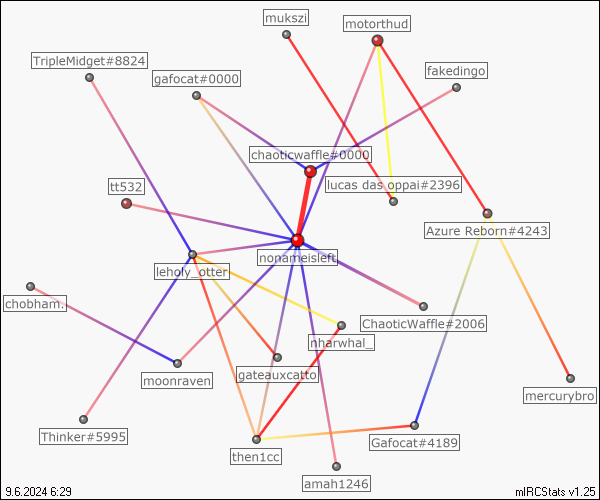 mukszi
motorthud
TripleMidget#8824
fakedingo
gafocat#0000
chaoticwaffle#0000
lucas das oppai#2396
tt532
Azure Reborn#4243
nonameisleft
leholy_otter
chobham.
ChaoticWaffle#2006
nharwhal_
gateauxcatto
moonraven
mercurybro
Thinker#5995
Gafocat#4189
then1cc
amah1246
9.6.2024 6:29
mIRCStats v1.25